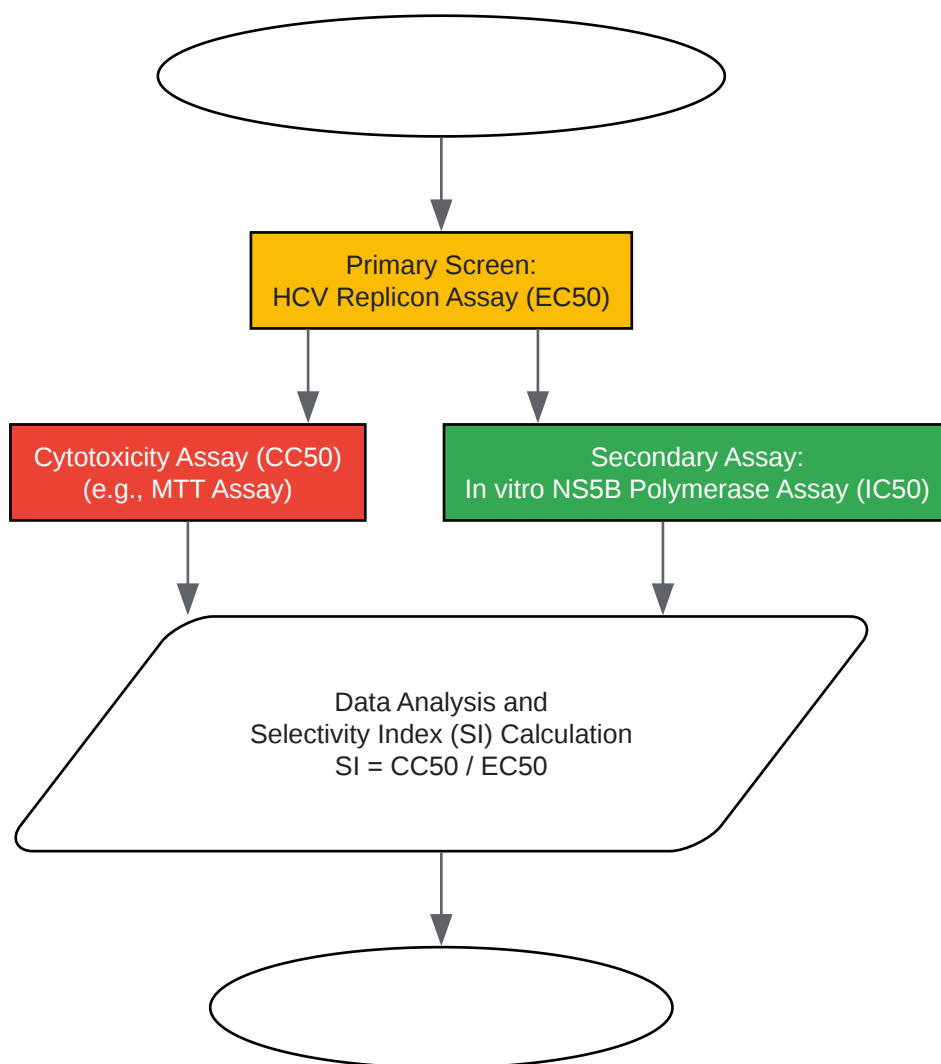 Primary Screen:
HCV Replicon Assay (EC50)
Cytotoxicity Assay (CC50)
(e.g., MTT Assay)
Secondary Assay:
In vitro NS5B Polymerase Assay (IC50)
Data Analysis and
Selectivity Index (SI) Calculation
SI = CC50 / EC50